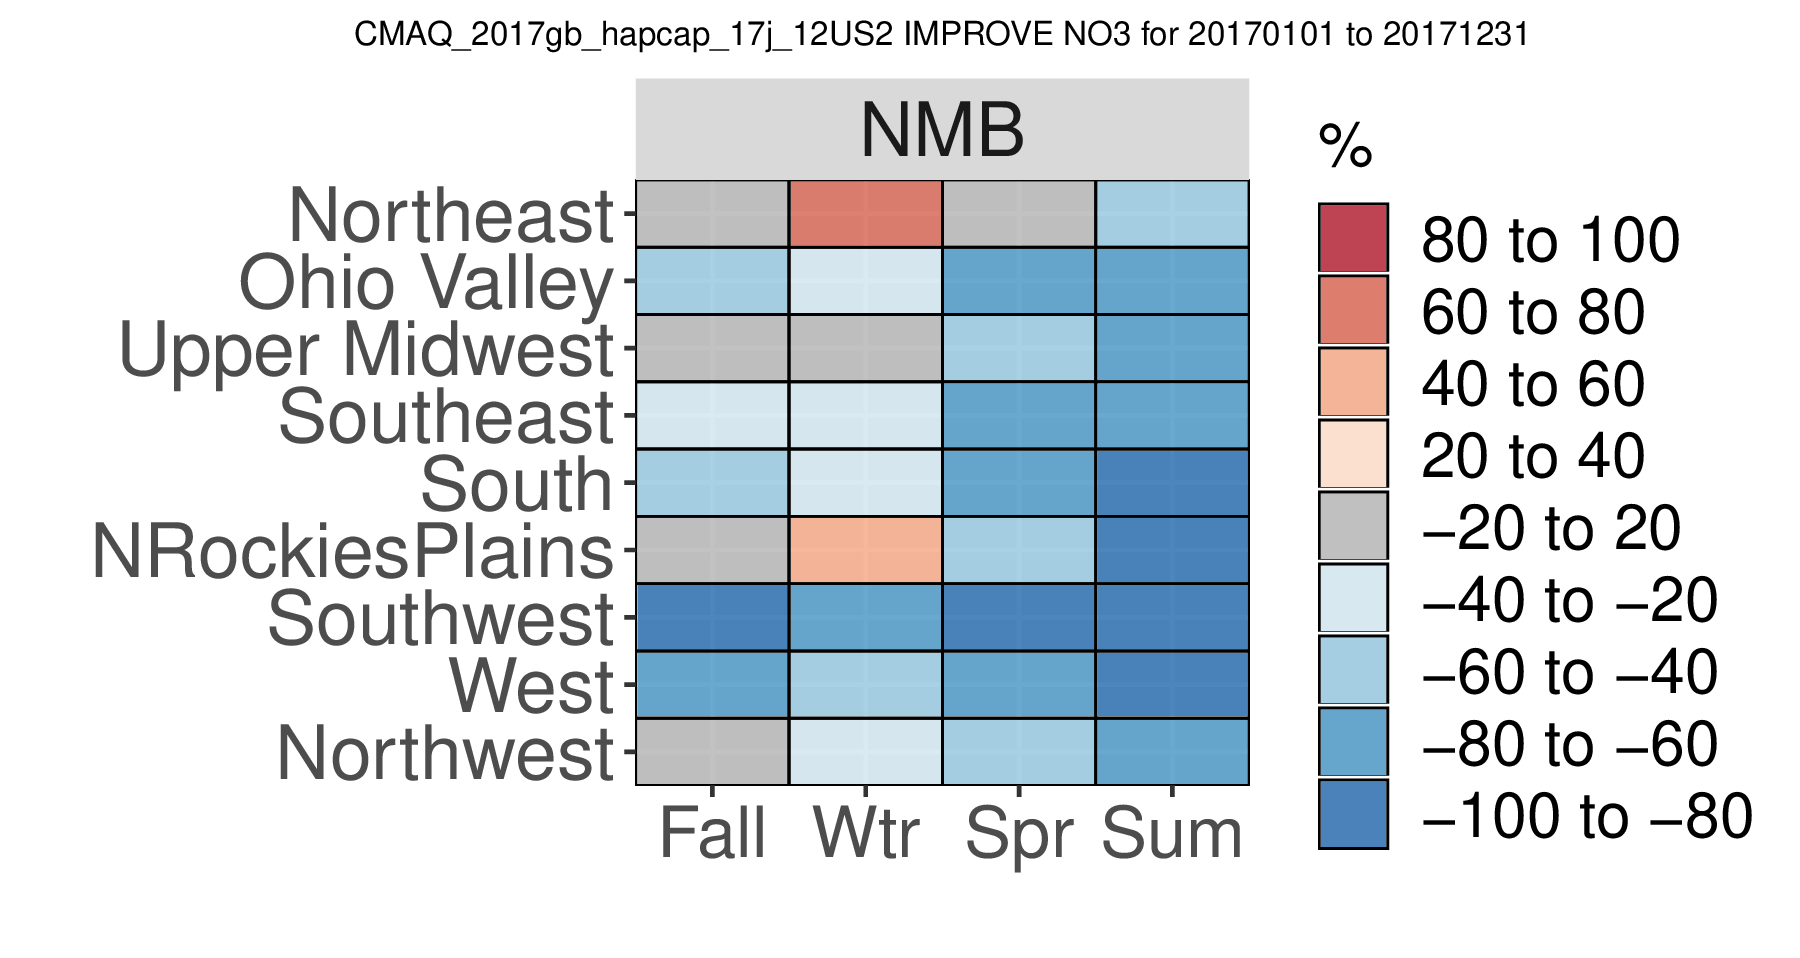 CMAQ_2017gb_hapcap_17j_12US2 IMPROVE NO3 for 20170101 to 20171231
NMB
Northeast
Ohio Valley
Upper Midwest
Southeast
South
NRockiesPlains
Southwest
West
Northwest
Fall Wtr Spr Sum
%
80 to 100
60 to 80
40 to 60
20 to 40
−20 to 20
−40 to −20
−60 to −40
−80 to −60
−100 to −80